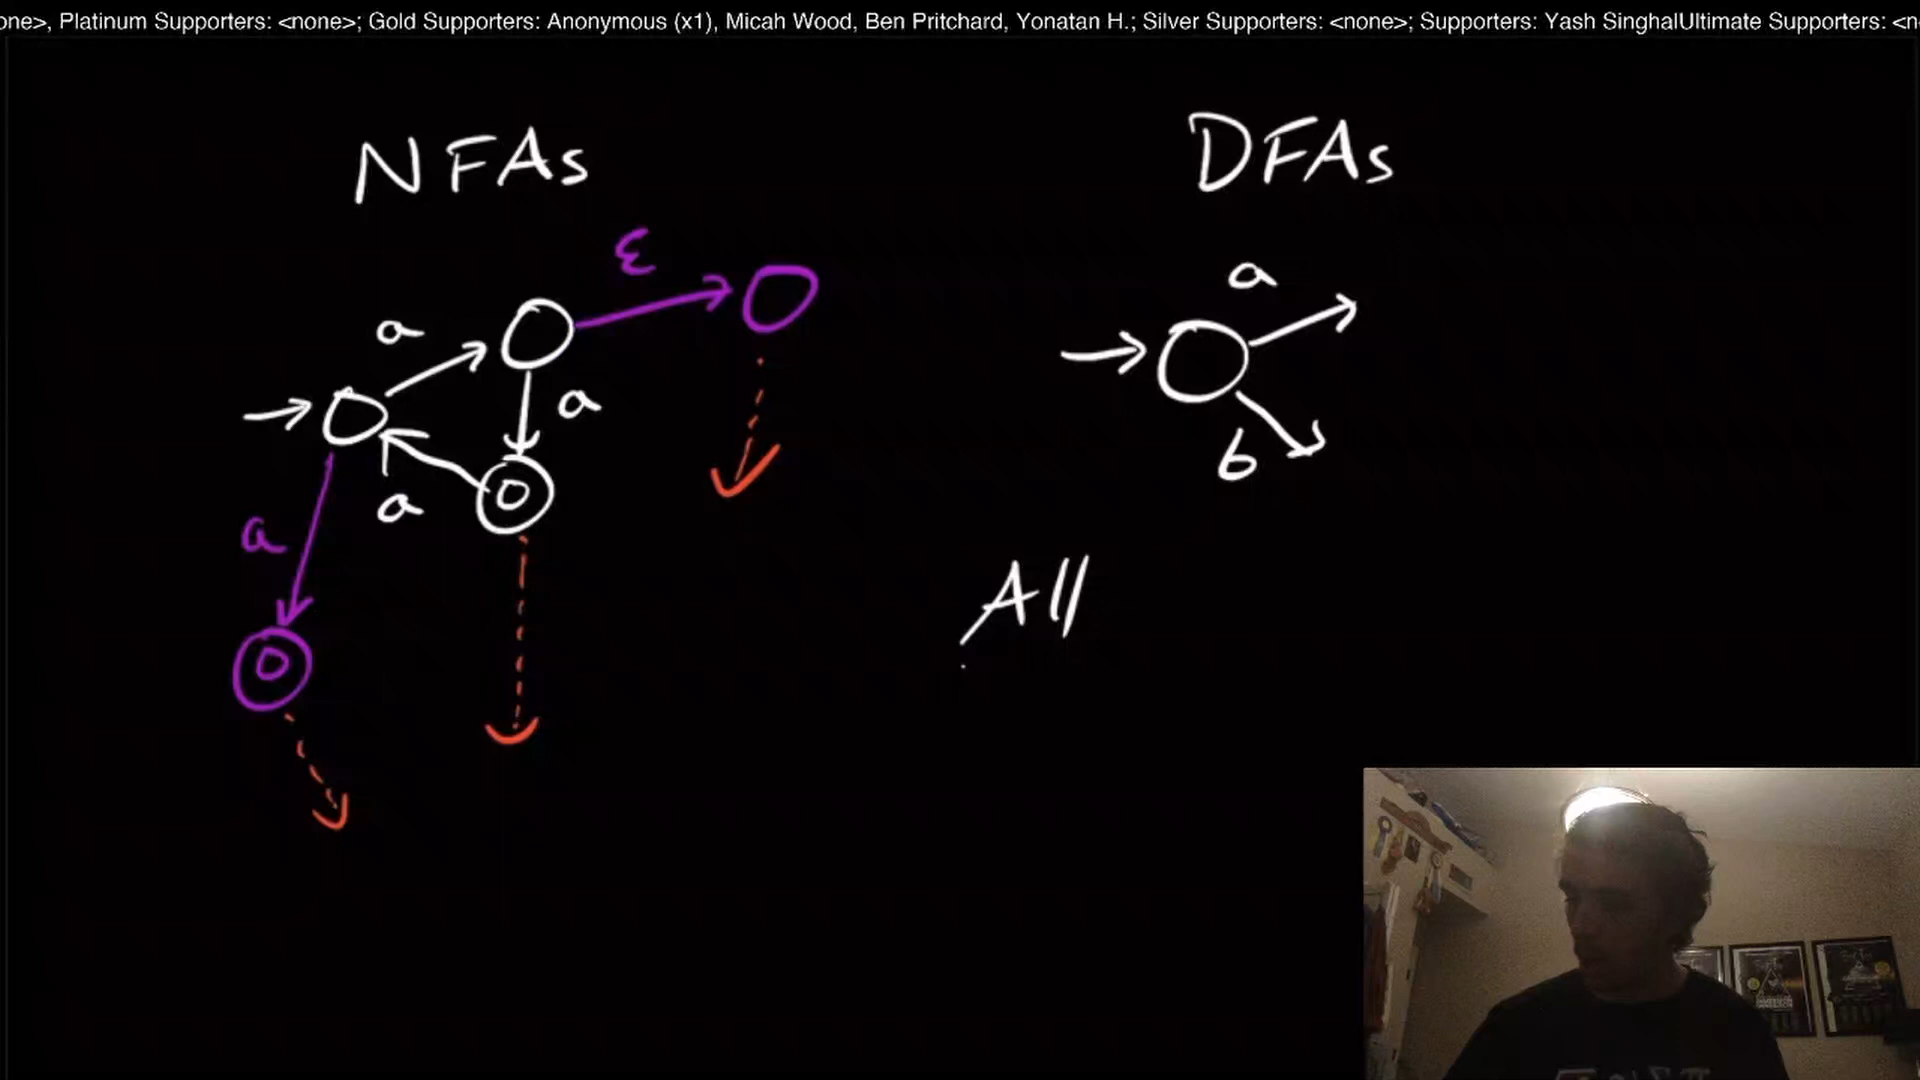 one>, Platinum Supporters: <none>; Gold Supporters: Anonymous (x1), Micah Wood, Ben Pritchard, Yonatan H.; Silver Supporters: <none>; Supporters: Yash SinghalUltimate Supporters: <n
NFAs
DFAs
ε
a
a
a
a
a
a
b
All